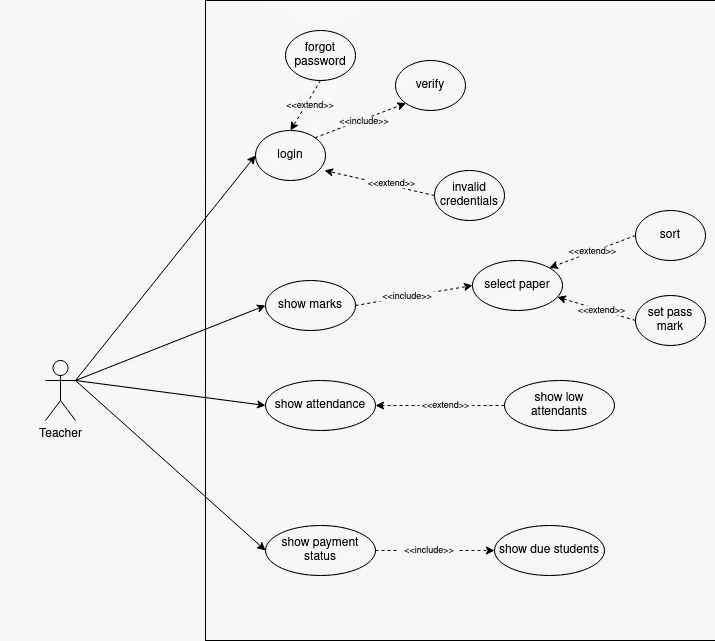 forgot
password
verify
<<extend>>
<<include>>
login
<<extend>>
invalid
credentials
sort
<<extend>>
select paper
show marks
<<include>>
<<extend>>
set pass
mark
show attendance
<<extend>>
show low
attendants
Teacher
show payment
status
<<include>>
show due students